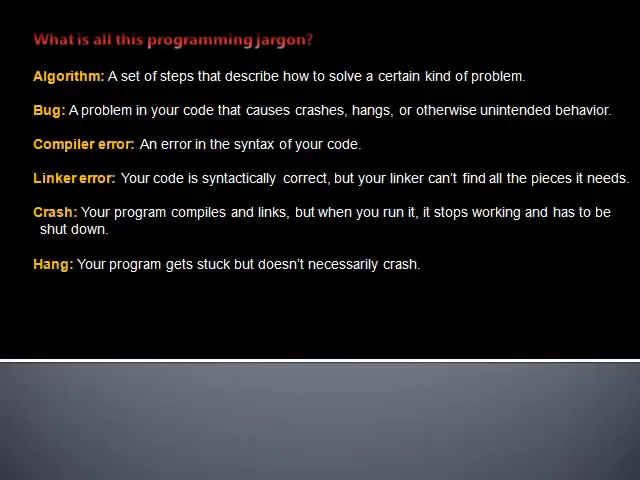 What is all this programming jargon?
Algorithm: A set of steps that describe how to solve a certain kind of problem.
Bug: A problem in your code that causes crashes, hangs, or otherwise unintended behavior.
Compiler error: An error in the syntax of your code.
Linker error: Your code is syntactically correct, but your linker can’t find all the pieces it needs.
Crash: Your program compiles and links, but when you run it, it stops working and has to be
shut down.
Hang: Your program gets stuck but doesn’t necessarily crash.